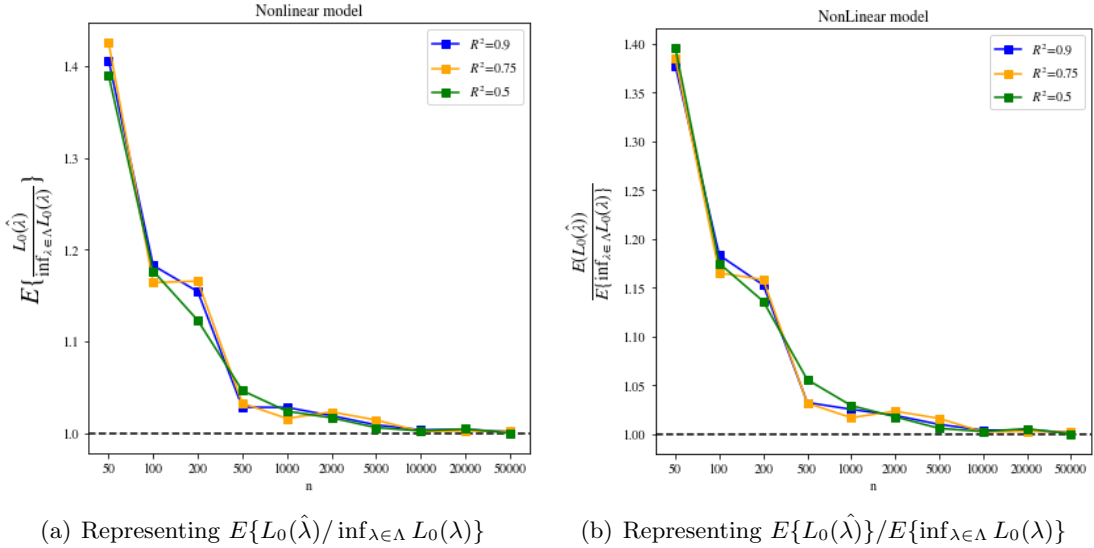 Nonlinear model
R²=0.9
R²=0.75
R²=0.5
E{ L₀(λ̂) / inf_{λ∈Λ} L₀(λ) }
1.4
1.3
1.2
1.1
1.0
50 100 200 500 1000 2000 5000 10000 20000 50000
n
(a) Representing E{L₀(λ̂)/ inf_{λ∈Λ} L₀(λ)}
NonLinear model
R²=0.9
R²=0.75
R²=0.5
E(L₀(λ̂)) / E{inf_{λ∈Λ} L₀(λ)}
1.40
1.35
1.30
1.25
1.20
1.15
1.10
1.05
1.00
50 100 200 500 1000 2000 5000 10000 20000 50000
n
(b) Representing E{L₀(λ̂)}/E{inf_{λ∈Λ} L₀(λ)}